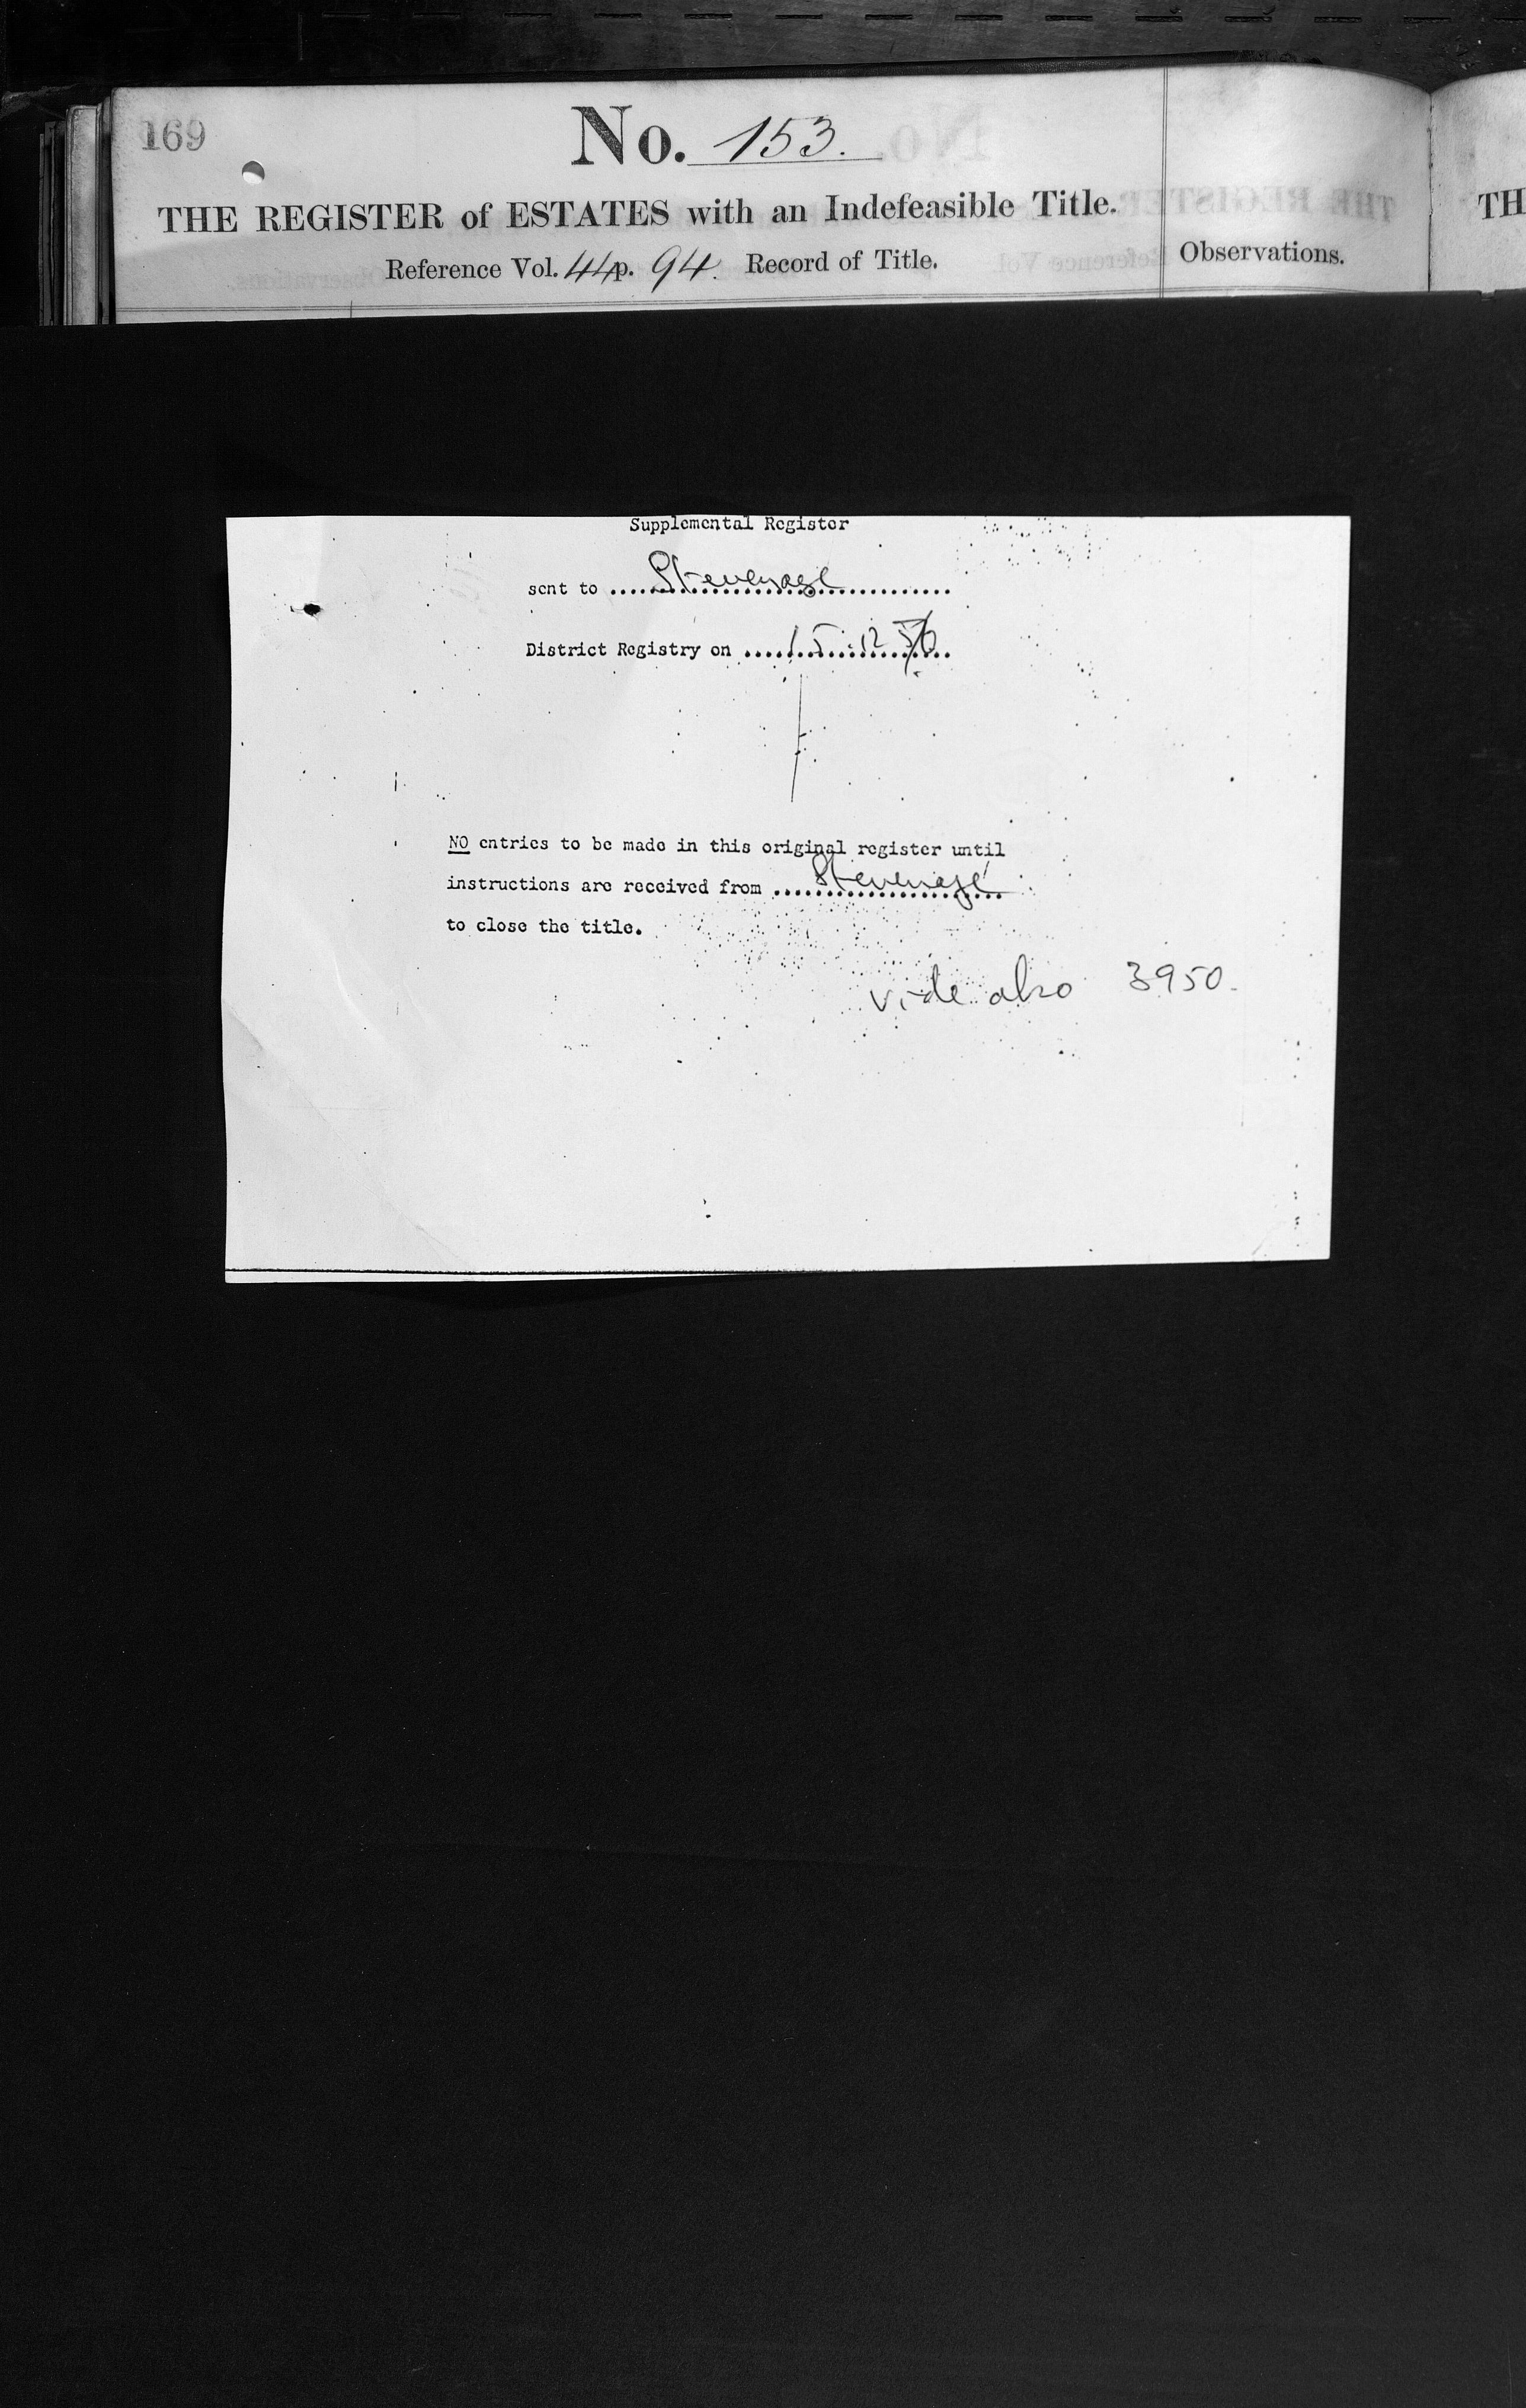 169
No. 153.
THE REGISTER of ESTATES with an Indefeasible Title.
Reference Vol. 44 p. 94. Record of Title.
Observations.
TH
Supplemental Register
sent to Stevenage
District Registry on 15.12.56
NO entries to be made in this original register until
instructions are received from Stevenage
to close the title.
vide also 3950.